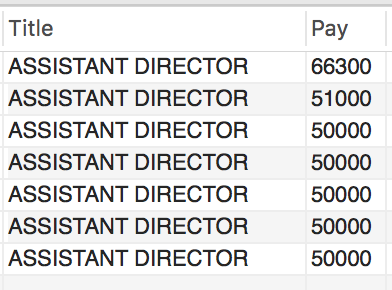 Title Pay
ASSISTANT DIRECTOR 66300
ASSISTANT DIRECTOR 51000
ASSISTANT DIRECTOR 50000
ASSISTANT DIRECTOR 50000
ASSISTANT DIRECTOR 50000
ASSISTANT DIRECTOR 50000
ASSISTANT DIRECTOR 50000